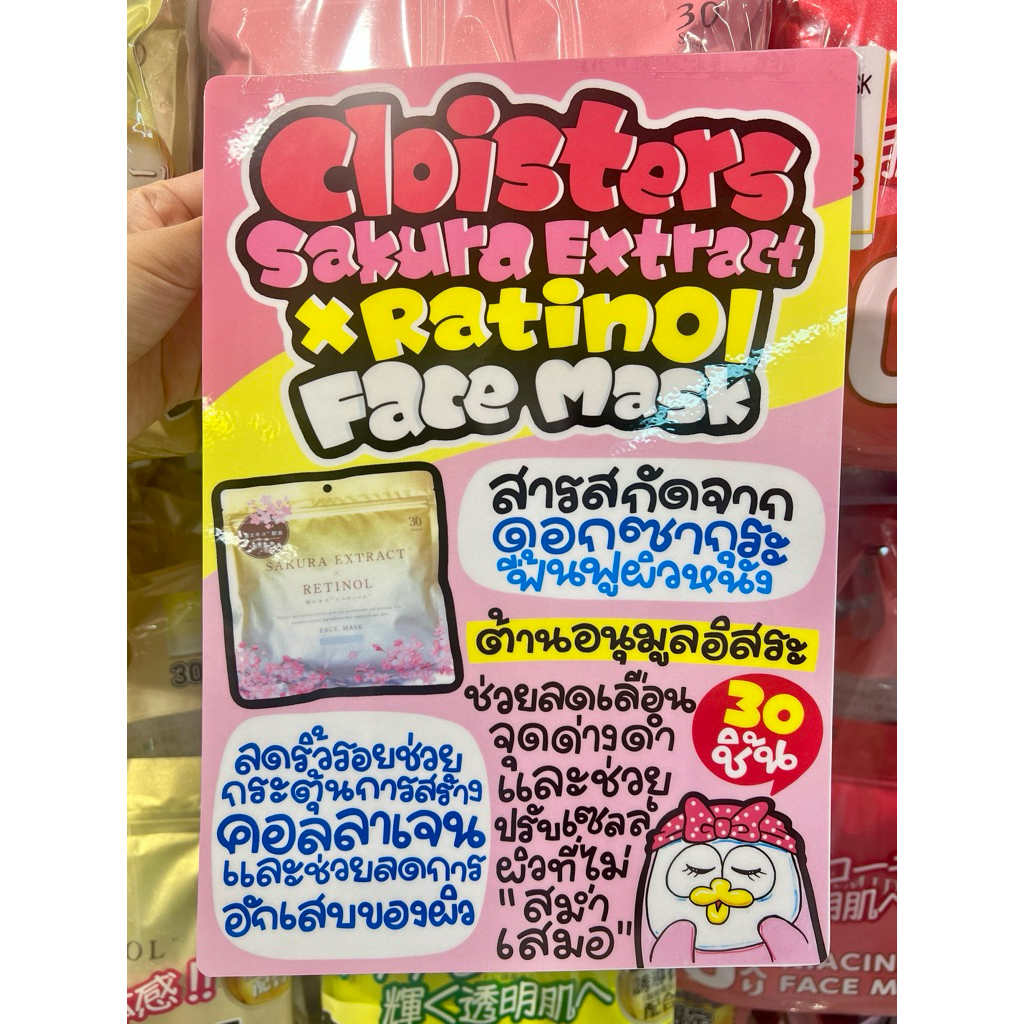 30
Cloisters
Sakura Extract
x Ratinol
Face Mask
สารสกัดจาก
ดอกซากุระ
ฟื้นฟูผิวหนัง
30
SAKURA EXTRACT
×
RETINOL
FACE MASK
ต้านอนุมูลอิสระ
ช่วยลดเลือน
จุดด่างดำ
และช่วย
ปรับเซลล์
ผิวที่ไม่
"สม่ำ
เสมอ"
30
ชิ้น
ลดริ้วรอยช่วย
กระตุ้นการสร้าง
คอลลาเจน
และช่วยลดการ
อักเสบของผิว
30
OL
感!!
輝く透明肌へ
肌へ
IACIN
FACE M